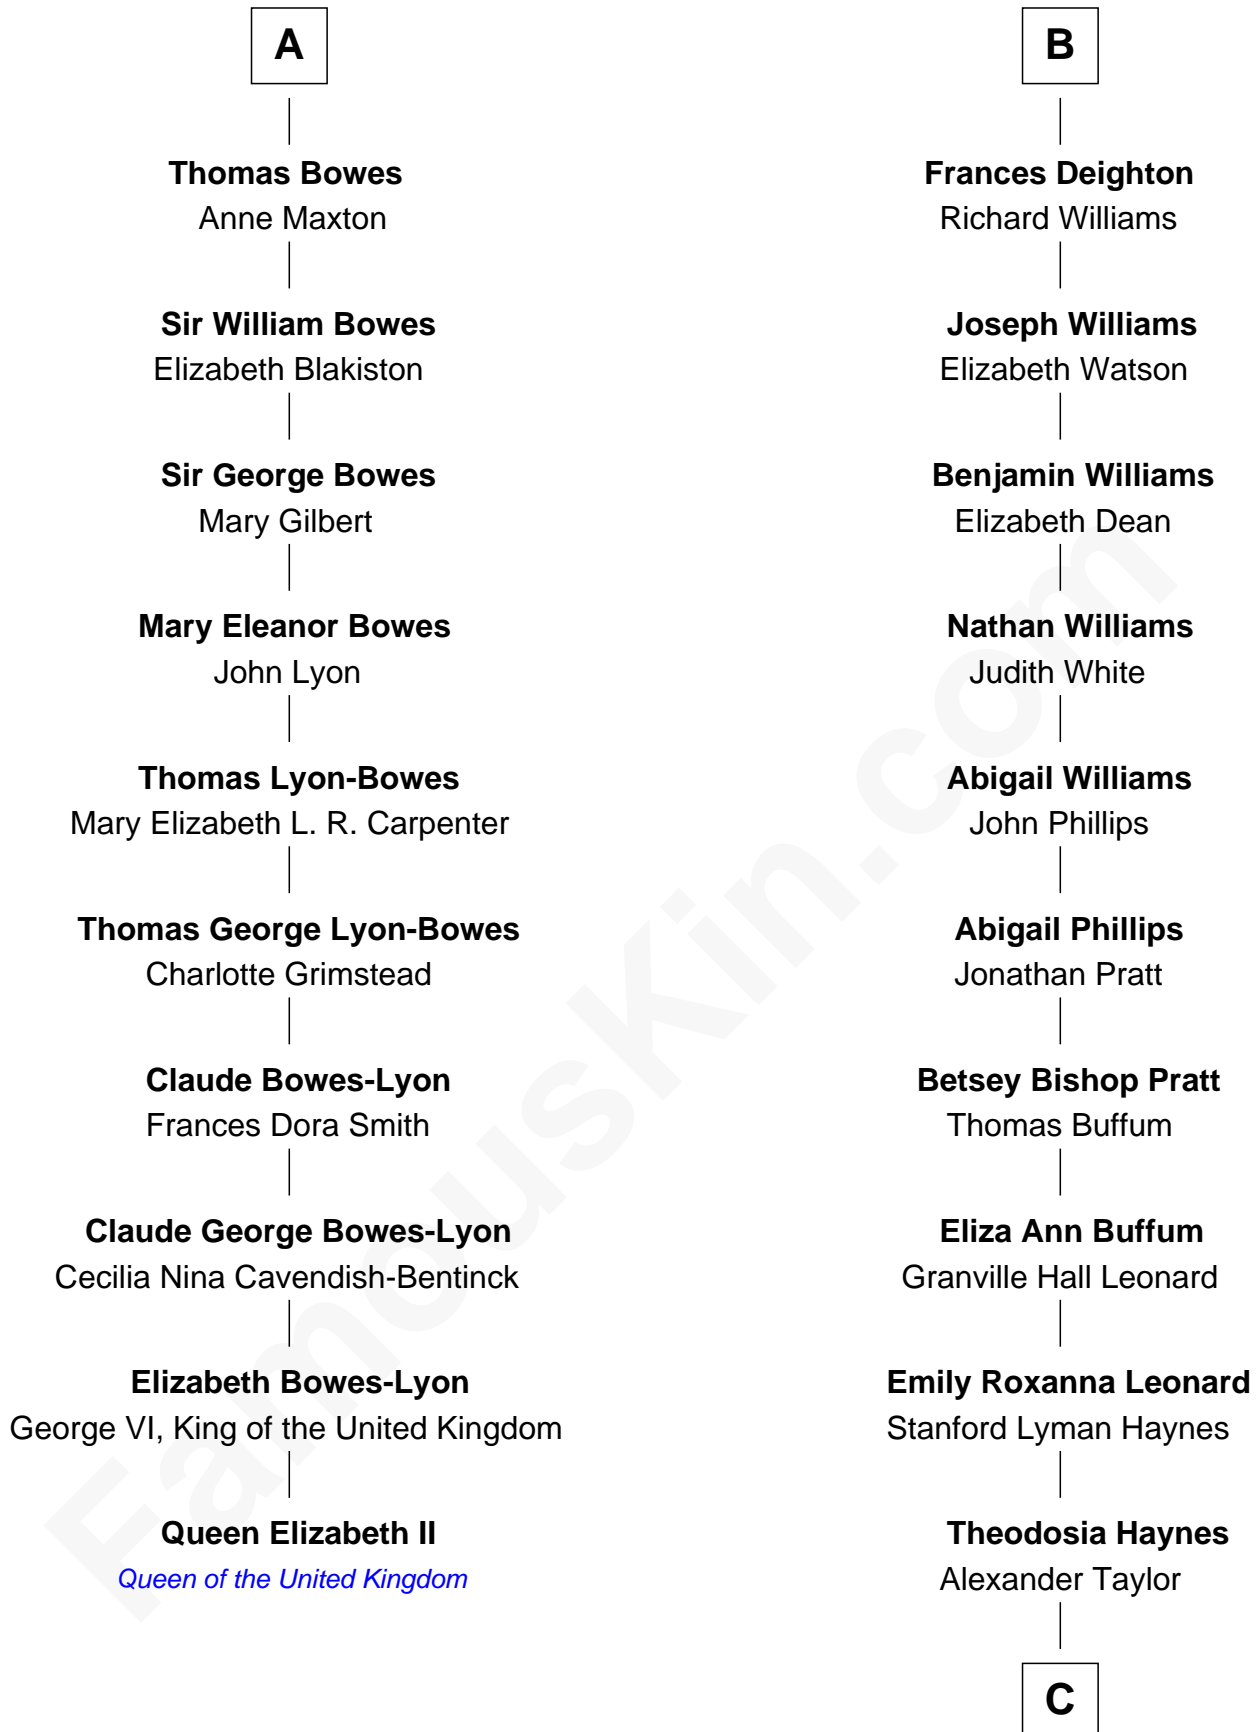 A
Thomas Bowes
Anne Maxton
Sir William Bowes
Elizabeth Blakiston
Sir George Bowes
Mary Gilbert
Mary Eleanor Bowes
John Lyon
Thomas Lyon-Bowes
Mary Elizabeth L. R. Carpenter
Thomas George Lyon-Bowes
Charlotte Grimstead
Claude Bowes-Lyon
Frances Dora Smith
Claude George Bowes-Lyon
Cecilia Nina Cavendish-Bentinck
Elizabeth Bowes-Lyon
George VI, King of the United Kingdom
Queen Elizabeth II
Queen of the United Kingdom
B
Frances Deighton
Richard Williams
Joseph Williams
Elizabeth Watson
Benjamin Williams
Elizabeth Dean
Nathan Williams
Judith White
Abigail Williams
John Phillips
Abigail Phillips
Jonathan Pratt
Betsey Bishop Pratt
Thomas Buffum
Eliza Ann Buffum
Granville Hall Leonard
Emily Roxanna Leonard
Stanford Lyman Haynes
Theodosia Haynes
Alexander Taylor
C
FamousKin.com